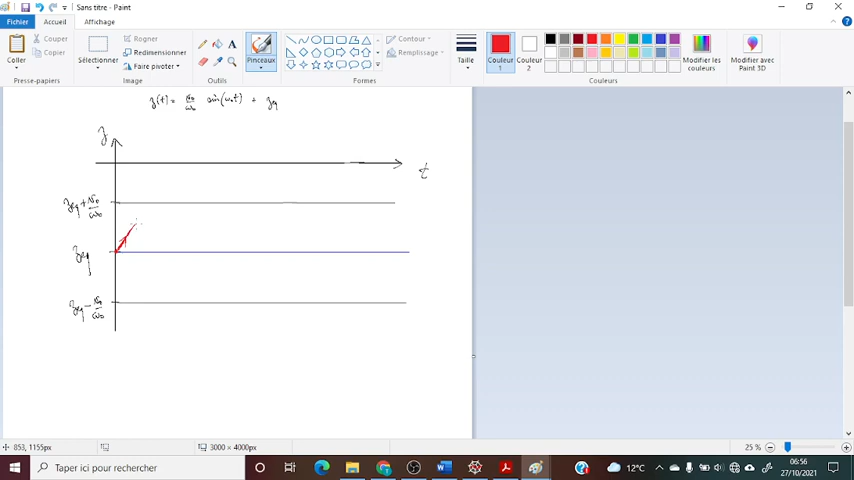 Sans titre - Paint
Fichier Accueil Affichage
Coller
Couper
Copier
Presse-papiers
Sélectionner
Rogner
Redimensionner
Faire pivoter
Image
A
Outils
Pinceaux
Contour
Remplissage
Formes
Taille
Couleur 1
Couleur 2
Couleurs
Modifier les couleurs
Modifier avec Paint 3D
z(t) = v₀/ω₀ sin(ω₀t) + zeq
z
t
zeq + v₀/ω₀
zeq
zeq - v₀/ω₀
853, 1155px
3000 × 4000px
25 %
Taper ici pour rechercher
12°C
06:56
27/10/2021